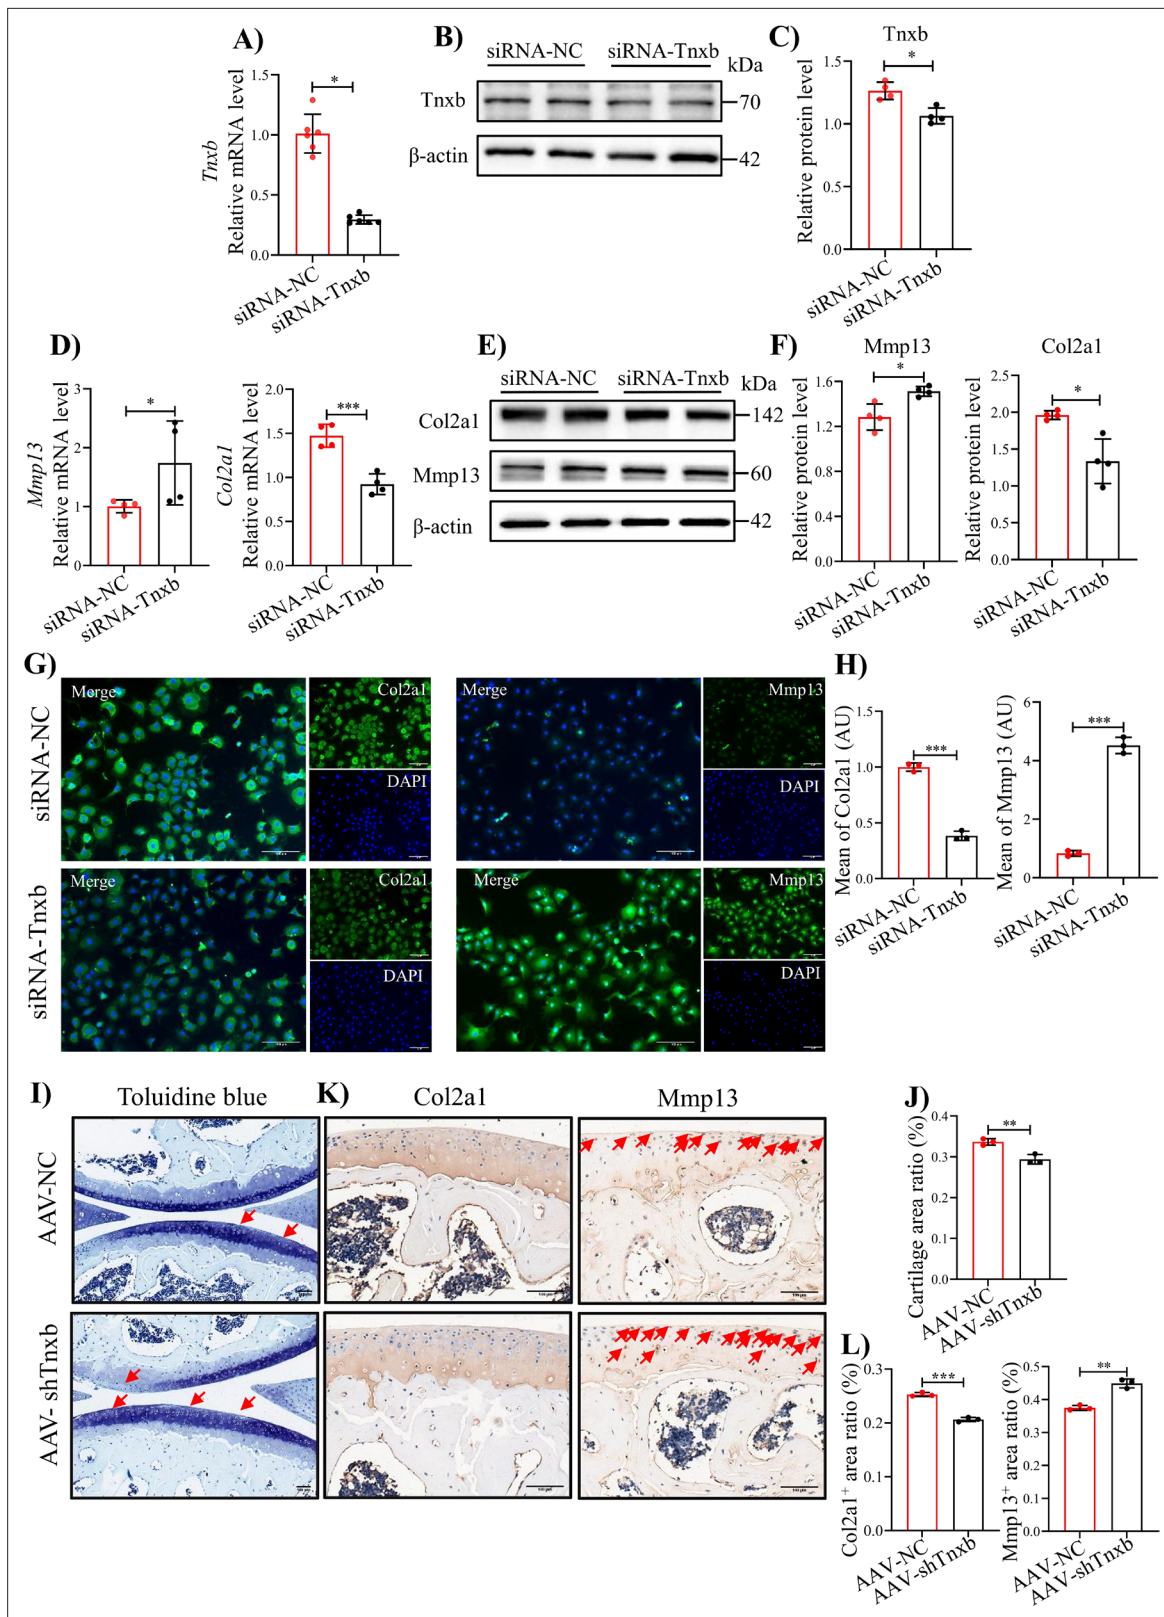 A)
Tnxb
Relative mRNA level
1.5
1.0
0.5
0.0
*
siRNA-NC
siRNA-Tnxb
B)
siRNA-NC
siRNA-Tnxb
kDa
Tnxb
70
β-actin
42
C)
Tnxb
Relative protein level
1.5
1.0
0.5
0.0
*
siRNA-NC
siRNA-Tnxb
D)
Mmp13
Relative mRNA level
3
2
1
0
*
siRNA-NC
siRNA-Tnxb
Col2a1
Relative mRNA level
2.0
1.5
1.0
0.5
0.0
***
siRNA-NC
siRNA-Tnxb
E)
siRNA-NC
siRNA-Tnxb
kDa
Col2a1
142
Mmp13
60
β-actin
42
F)
Mmp13
Relative protein level
1.6
1.2
0.8
0.4
0.0
*
siRNA-NC
siRNA-Tnxb
Col2a1
Relative protein level
2.5
2.0
1.5
1.0
0.5
0.0
*
siRNA-NC
siRNA-Tnxb
G)
siRNA-NC
Merge
Col2a1
DAPI
Merge
Mmp13
DAPI
siRNA-Tnxb
Merge
Col2a1
DAPI
Merge
Mmp13
DAPI
H)
Mean of Col2a1 (AU)
1.5
1.0
0.5
0.0
***
siRNA-NC
siRNA-Tnxb
Mean of Mmp13 (AU)
6
4
2
0
***
siRNA-NC
siRNA-Tnxb
I)
Toluidine blue
K)
Col2a1
Mmp13
AAV-NC
AAV- shTnxb
J)
Cartilage area ratio (%)
0.4
0.3
0.2
0.1
0.0
**
AAV-NC
AAV-shTnxb
L)
Col2a1⁺ area ratio (%)
0.3
0.2
0.1
0.0
***
AAV-NC
AAV-shTnxb
Mmp13⁺ area ratio (%)
0.5
0.4
0.3
0.2
0.1
0.0
**
AAV-NC
AAV-shTnxb